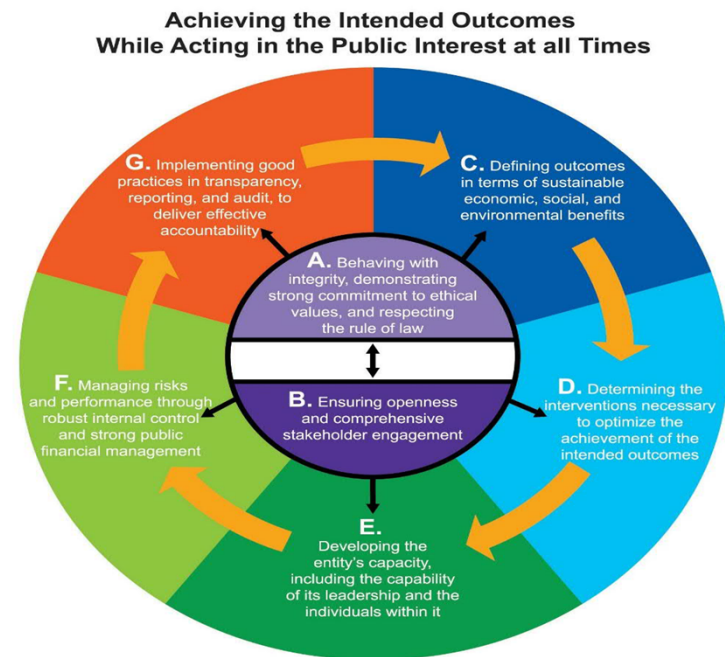 Achieving the Intended Outcomes
While Acting in the Public Interest at all Times
A. Behaving with
integrity, demonstrating
strong commitment to ethical
values, and respecting
the rule of law
B. Ensuring openness
and comprehensive
stakeholder engagement
C. Defining outcomes
in terms of sustainable
economic, social, and
environmental benefits
D. Determining the
interventions necessary
to optimize the
achievement of the
intended outcomes
E.
Developing the
entity's capacity,
including the capability
of its leadership and the
individuals within it
F. Managing risks
and performance through
robust internal control
and strong public
financial management
G. Implementing good
practices in transparency,
reporting, and audit, to
deliver effective
accountability